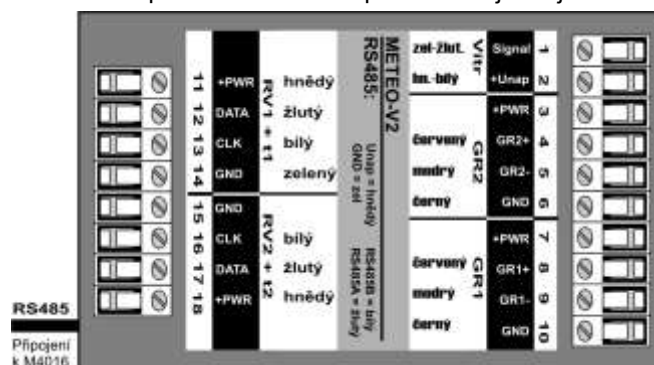 11 +PWR hnědý
12 DATA žlutý
13 CLK bílý
14 GND zelený
RV1 + t1
15 GND
16 CLK bílý
17 DATA žlutý
18 +PWR hnědý
RV2 + t2
METEO-V2
RS485:
Unap = hnědý
GND = zel
RS485B = bílý
RS485A = žlutý
zel-žlut. Signal 1
hn.-bílý +Unap 2
Vítr
+PWR 3
červený GR2+ 4
modrý GR2- 5
černý GND 6
GR2
+PWR 7
červený GR1+ 8
modrý GR1- 9
černý GND 10
GR1
RS485
Připojení
k M4016